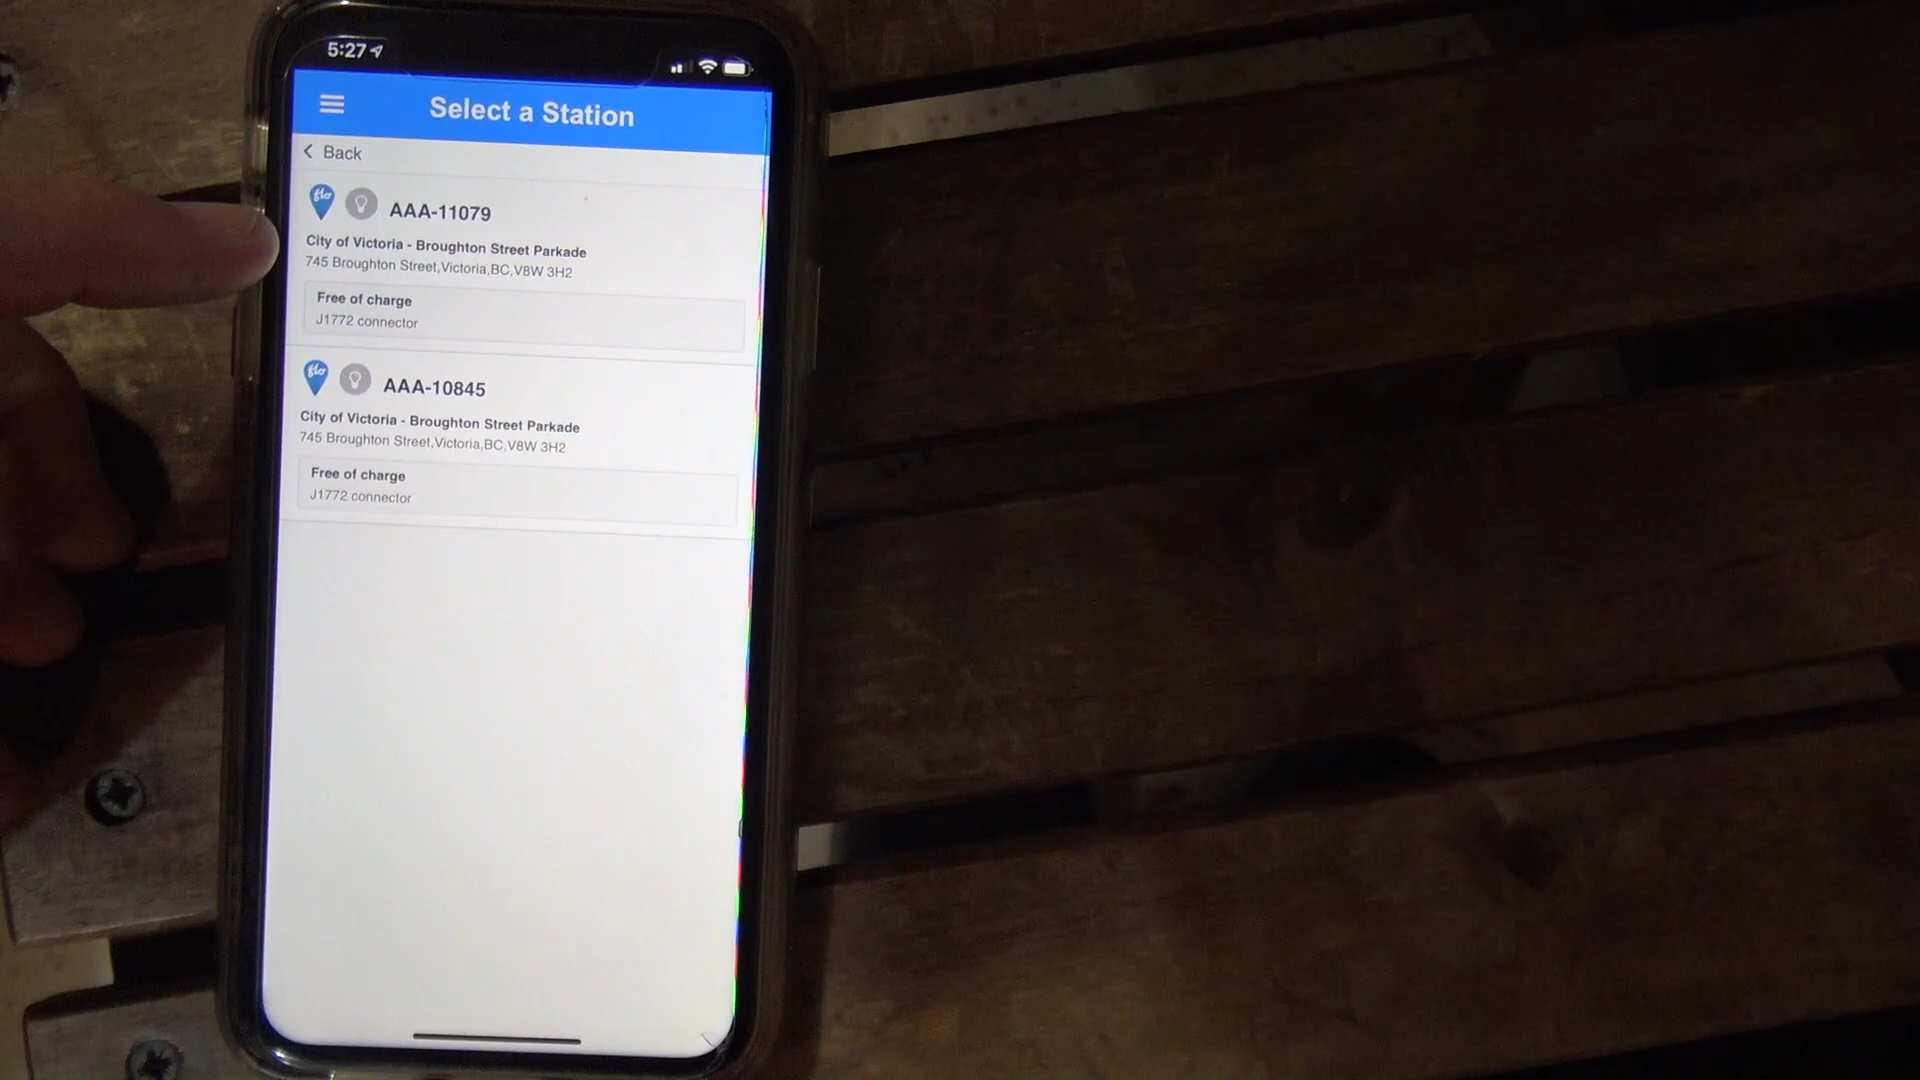 5:27
Select a Station
Back
flo
AAA-11079
City of Victoria - Broughton Street Parkade
745 Broughton Street,Victoria,BC,V8W 3H2
Free of charge
J1772 connector
flo
AAA-10845
City of Victoria - Broughton Street Parkade
745 Broughton Street,Victoria,BC,V8W 3H2
Free of charge
J1772 connector